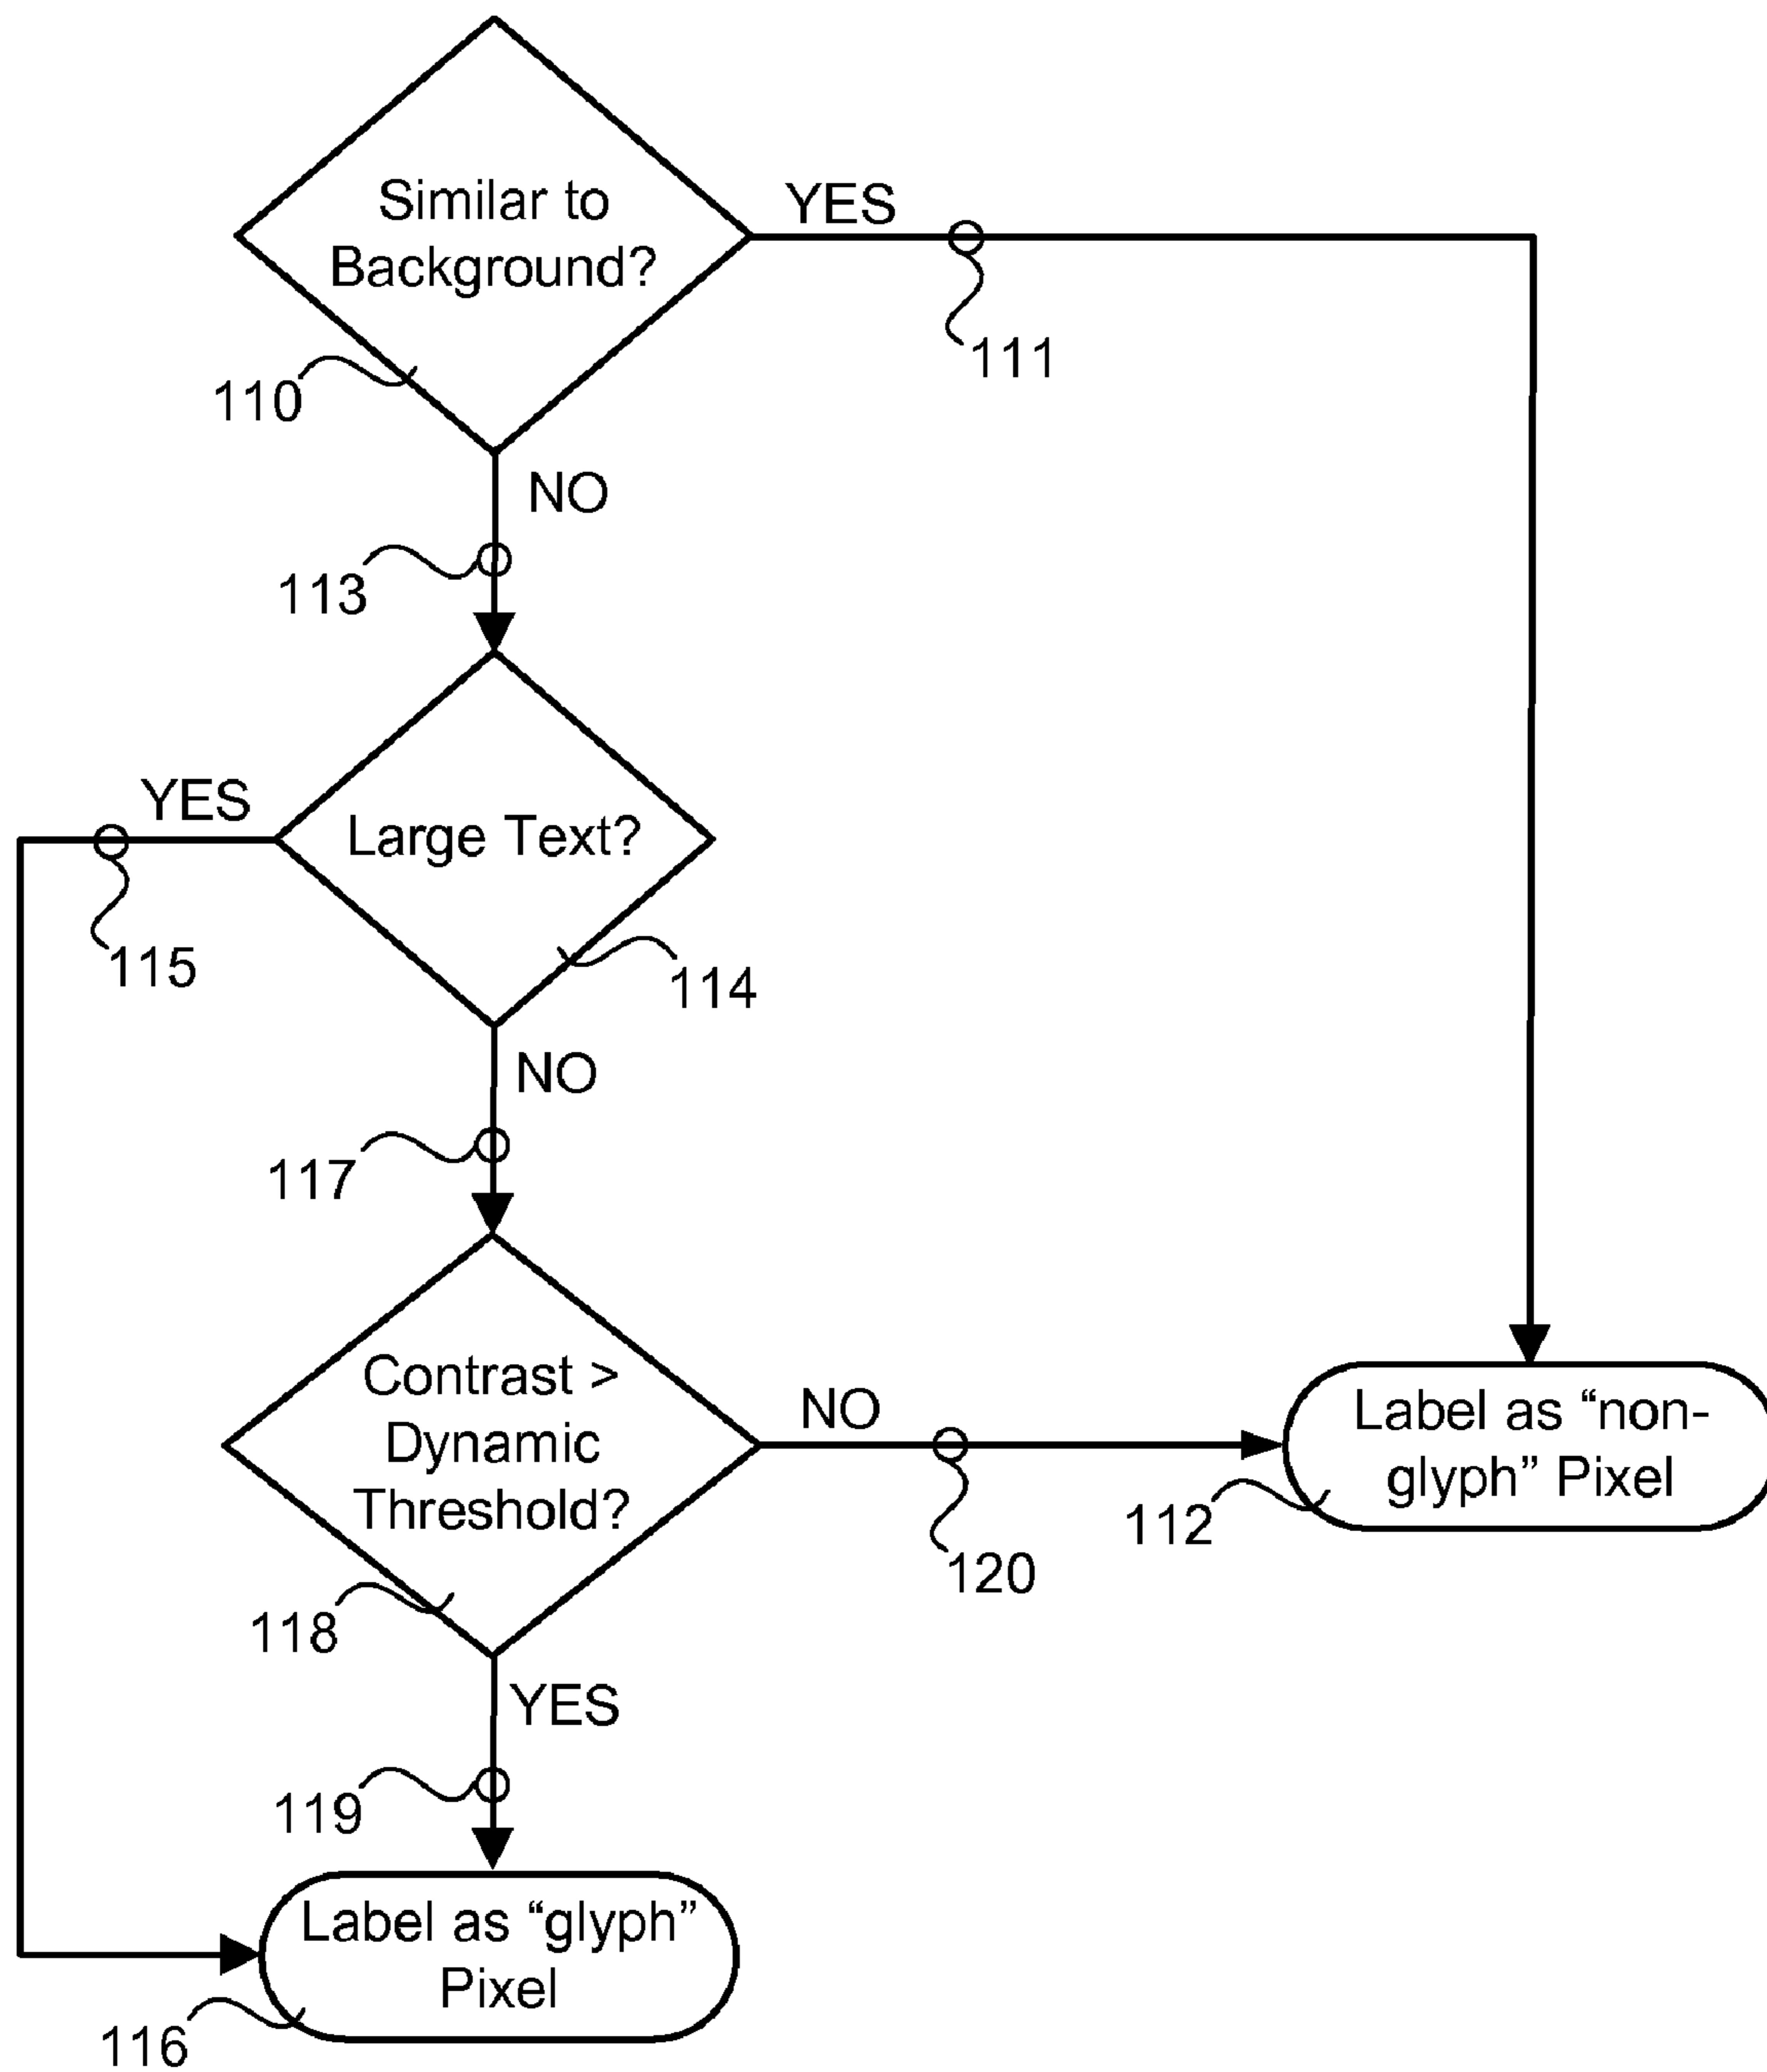 Similar to
Background?
YES
111
110
NO
113
YES
Large Text?
115
114
NO
117
Contrast >
Dynamic
Threshold?
NO
120
Label as “non-
glyph” Pixel
112
118
YES
119
Label as “glyph”
Pixel
116